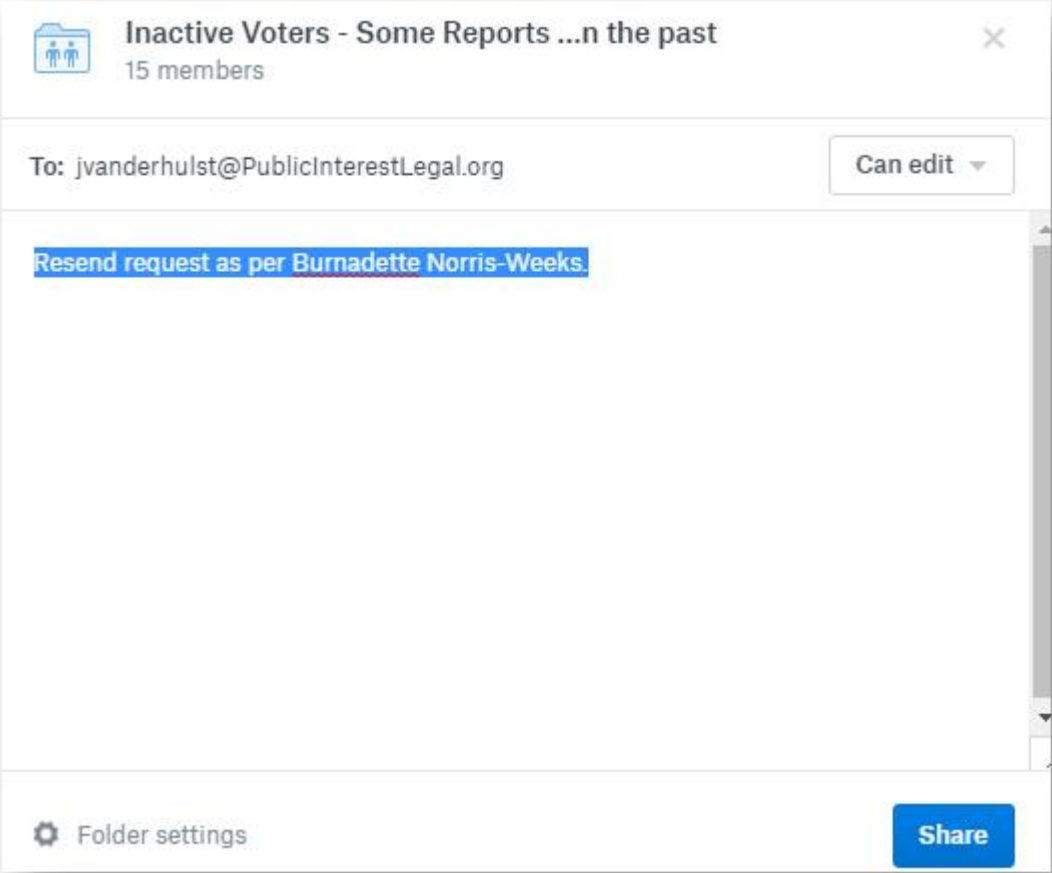 Inactive Voters - Some Reports ...n the past
15 members
To: jvanderhulst@PublicInterestLegal.org
Can edit
Resend request as per Burnadette Norris-Weeks.
Folder settings
Share